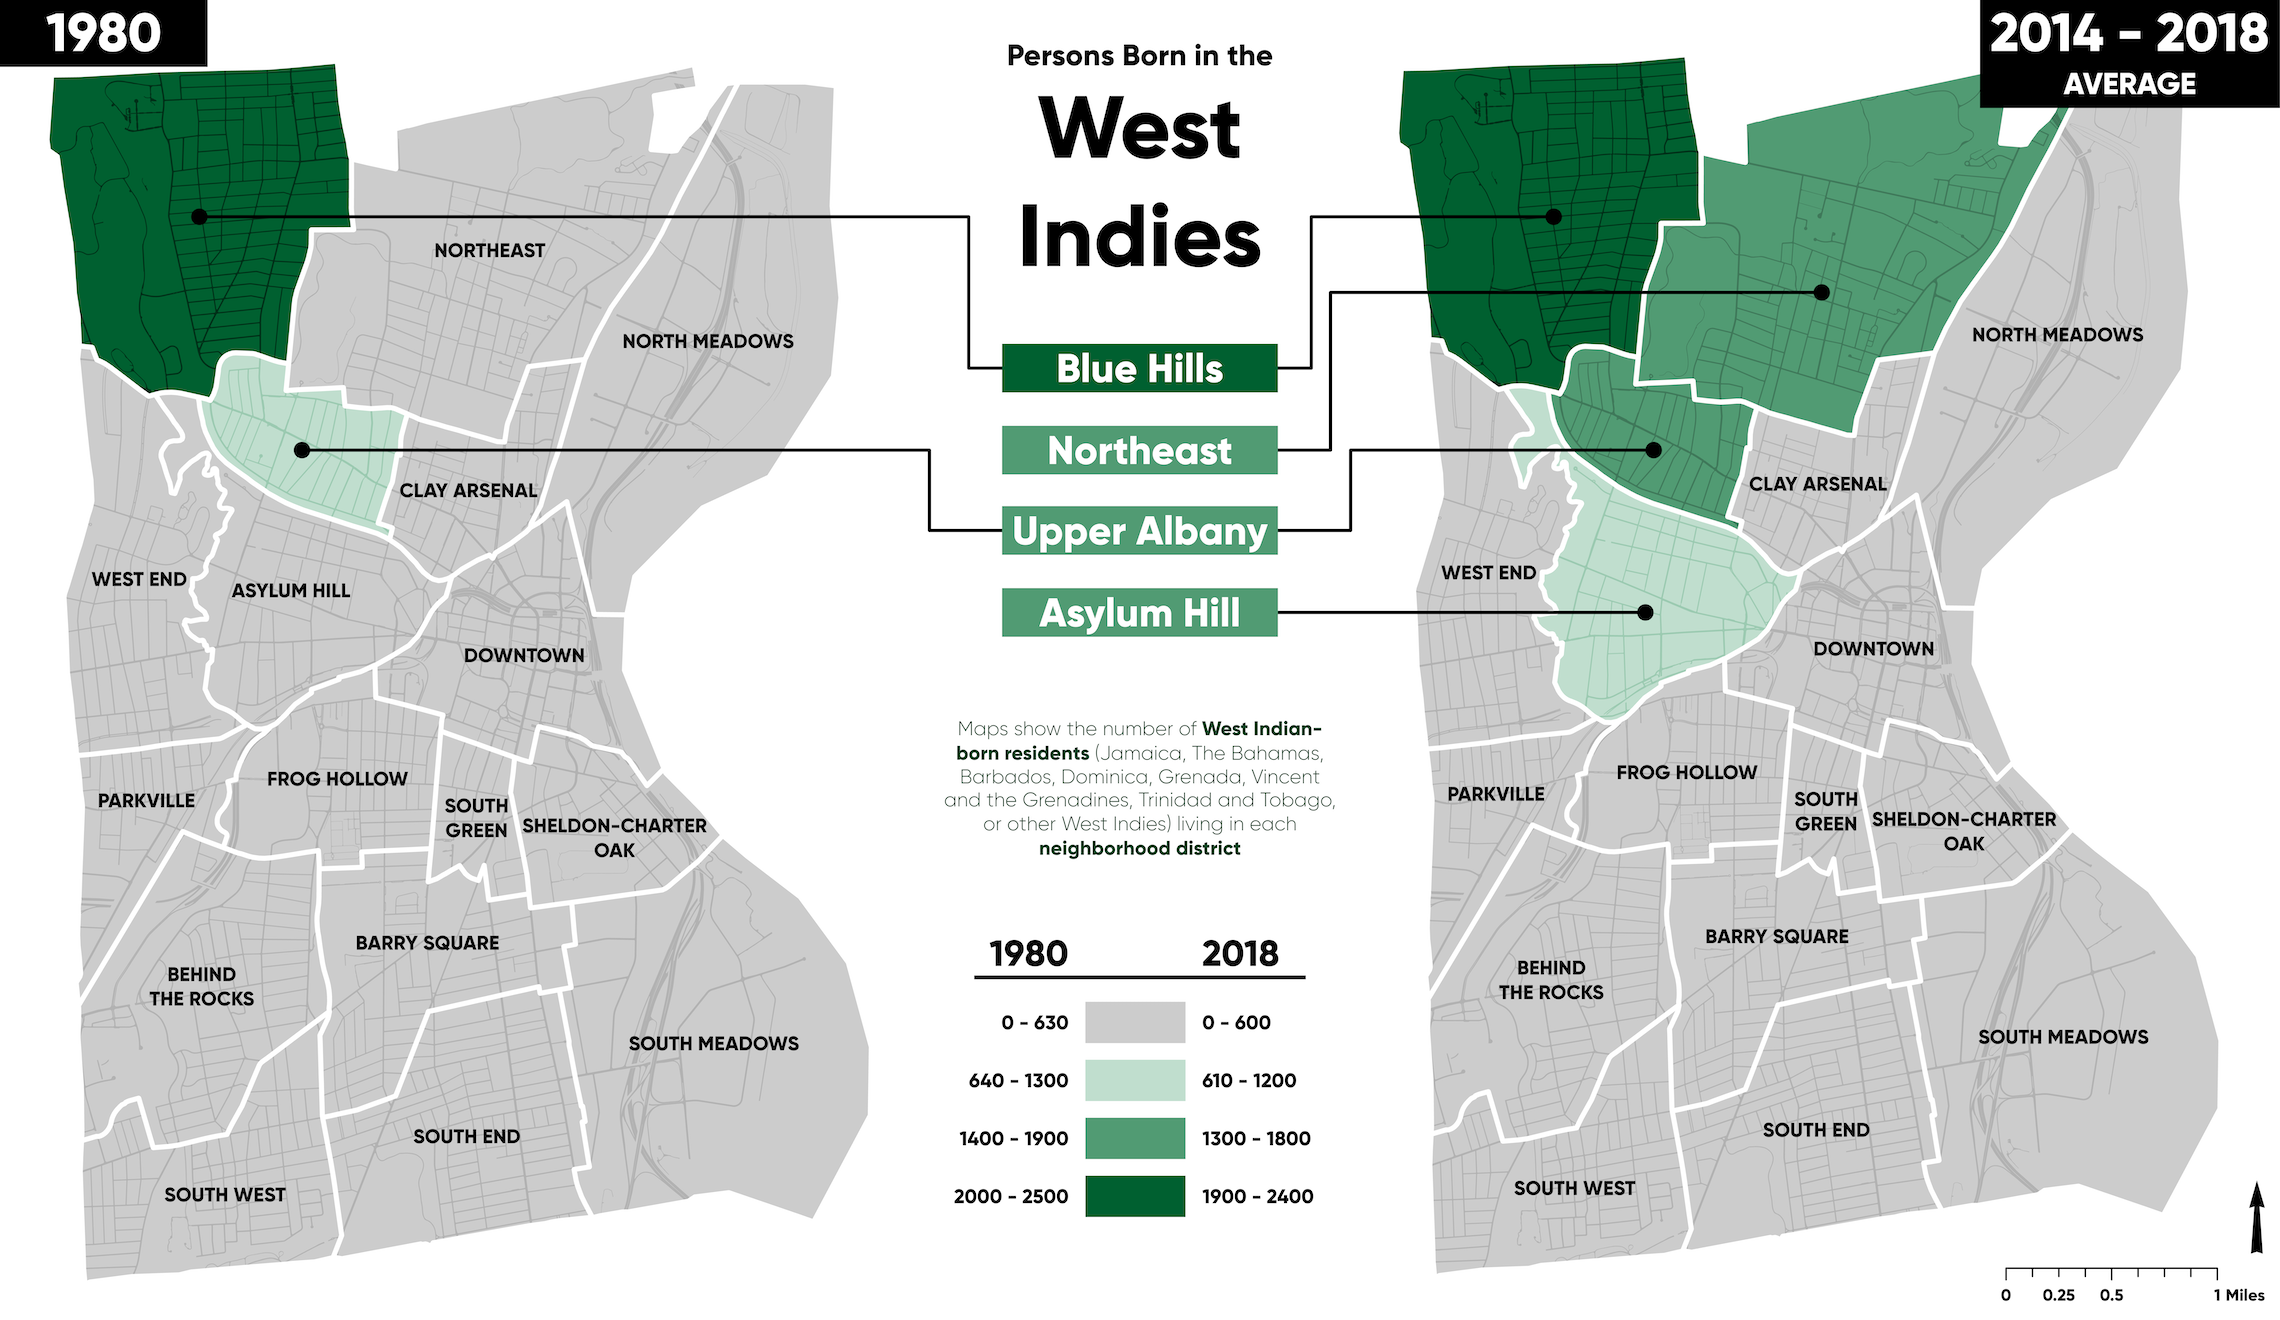 1980
Persons Born in the
West
Indies
2014 - 2018
AVERAGE
NORTHEAST
NORTH MEADOWS
CLAY ARSENAL
WEST END
ASYLUM HILL
DOWNTOWN
FROG HOLLOW
PARKVILLE
SOUTH
GREEN
SHELDON-CHARTER
OAK
BARRY SQUARE
BEHIND
THE ROCKS
SOUTH MEADOWS
SOUTH END
SOUTH WEST
Blue Hills
Northeast
Upper Albany
Asylum Hill
Maps show the number of West Indian-
born residents (Jamaica, The Bahamas,
Barbados, Dominica, Grenada, Vincent
and the Grenadines, Trinidad and Tobago,
or other West Indies) living in each
neighborhood district
1980 2018
0 - 630 0 - 600
640 - 1300 610 - 1200
1400 - 1900 1300 - 1800
2000 - 2500 1900 - 2400
NORTH MEADOWS
CLAY ARSENAL
WEST END
DOWNTOWN
FROG HOLLOW
PARKVILLE
SOUTH
GREEN
SHELDON-CHARTER
OAK
BARRY SQUARE
BEHIND
THE ROCKS
SOUTH MEADOWS
SOUTH END
SOUTH WEST
0 0.25 0.5 1 Miles